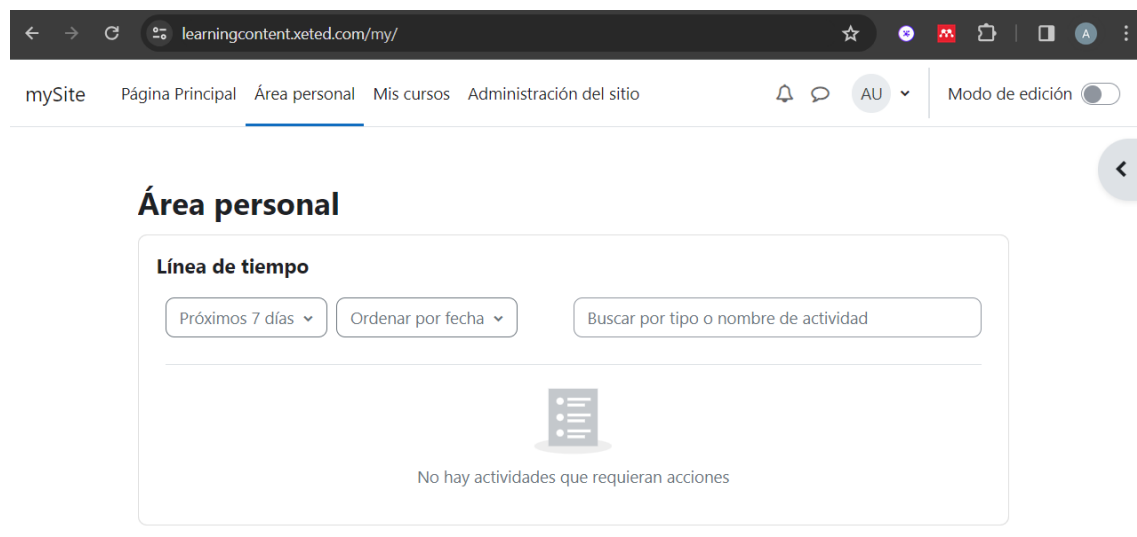 learningcontent.xeted.com/my/
A
mySite Página Principal Área personal Mis cursos Administración del sitio AU Modo de edición
Área personal
Línea de tiempo
Próximos 7 días Ordenar por fecha Buscar por tipo o nombre de actividad
No hay actividades que requieran acciones